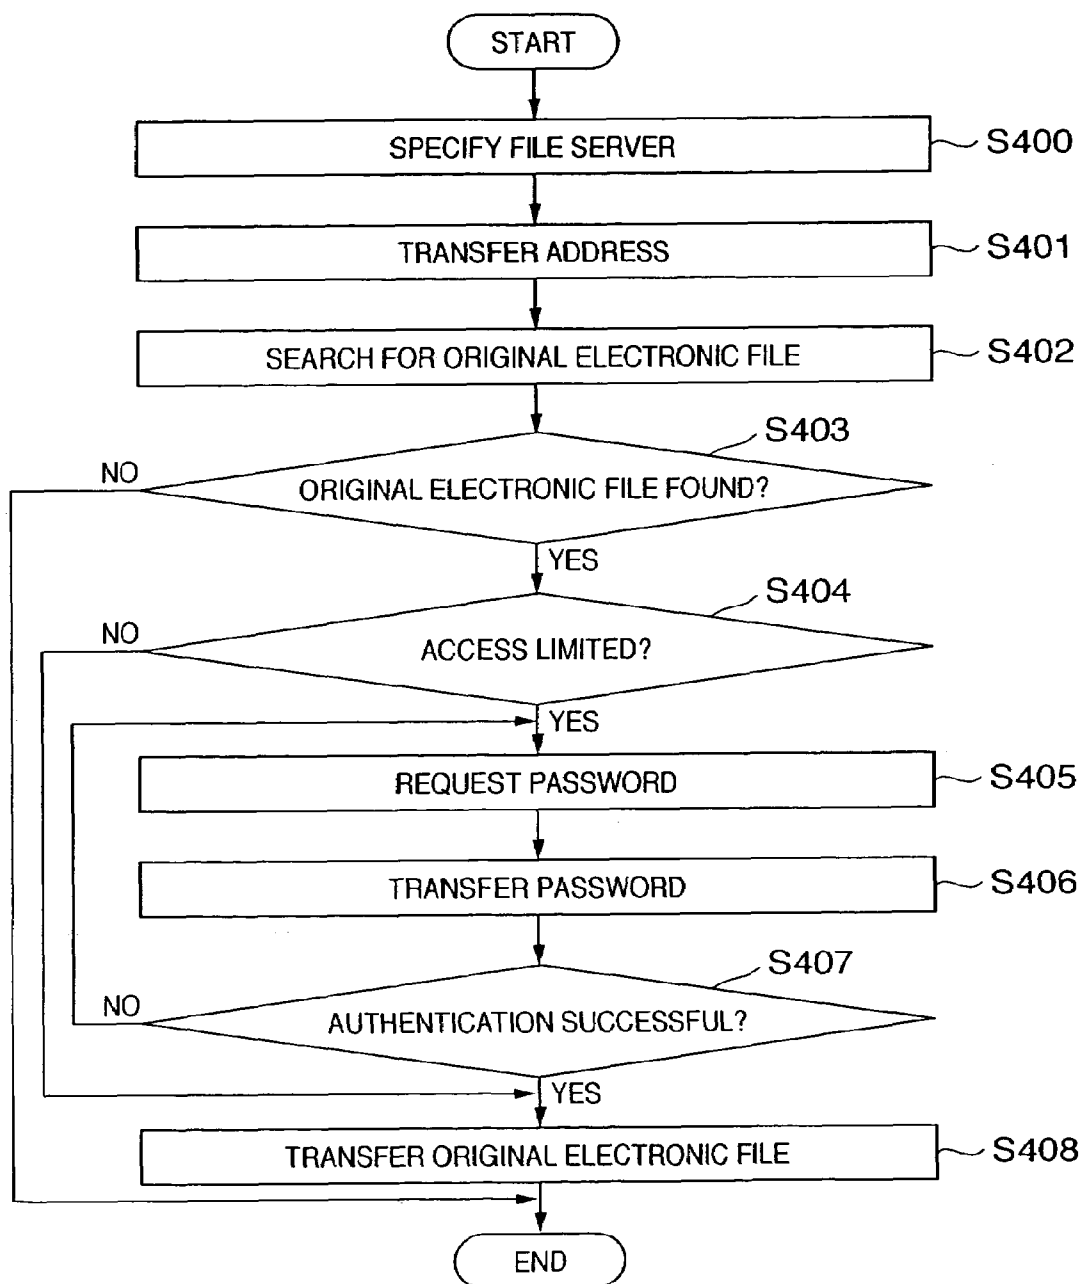 START
SPECIFY FILE SERVER
S400
TRANSFER ADDRESS
S401
SEARCH FOR ORIGINAL ELECTRONIC FILE
S402
S403
NO
ORIGINAL ELECTRONIC FILE FOUND?
YES
S404
NO
ACCESS LIMITED?
YES
REQUEST PASSWORD
S405
TRANSFER PASSWORD
S406
S407
NO
AUTHENTICATION SUCCESSFUL?
YES
TRANSFER ORIGINAL ELECTRONIC FILE
S408
END